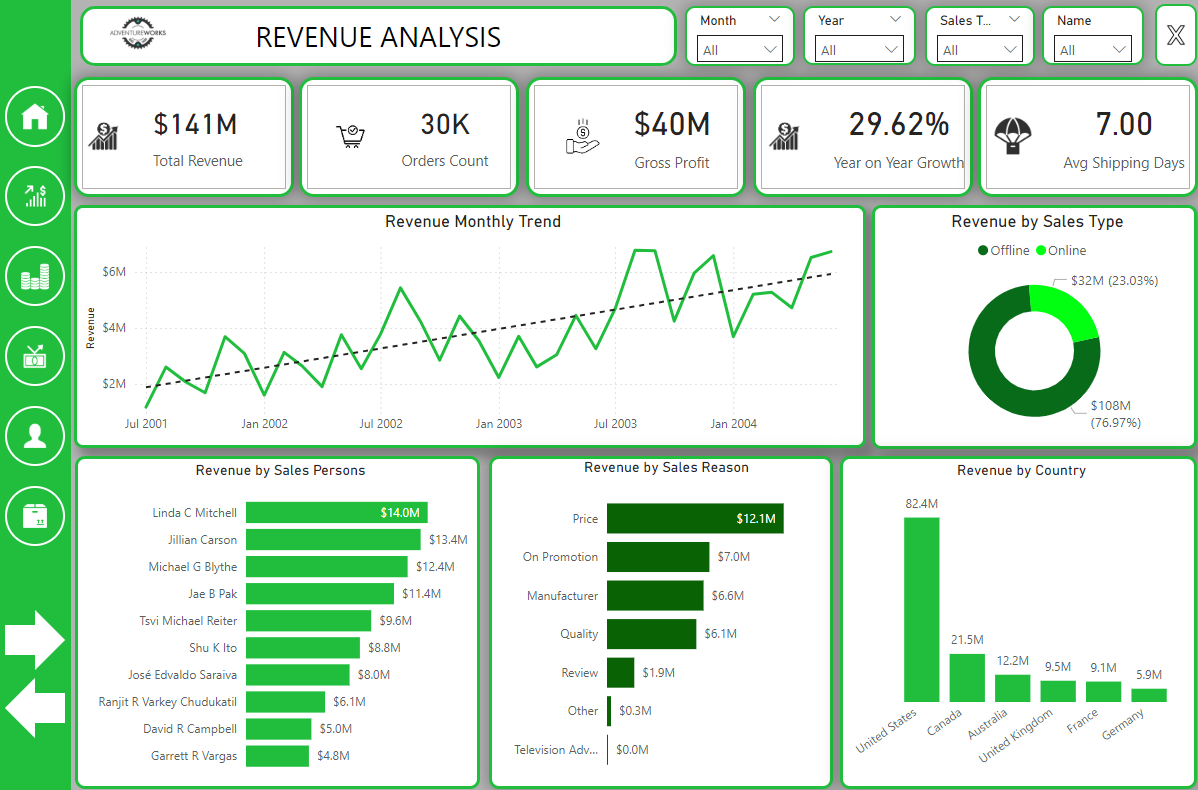 ADVENTUREWORKS
REVENUE ANALYSIS
Month
All
Year
All
Sales T...
All
Name
All
X
$141M
Total Revenue
30K
Orders Count
$40M
Gross Profit
29.62%
Year on Year Growth
7.00
Avg Shipping Days
Revenue Monthly Trend
Revenue
$6M
$4M
$2M
Jul 2001
Jan 2002
Jul 2002
Jan 2003
Jul 2003
Jan 2004
Revenue by Sales Type
Offline Online
$32M (23.03%)
$108M
(76.97%)
Revenue by Sales Persons
Linda C Mitchell $14.0M
Jillian Carson $13.4M
Michael G Blythe $12.4M
Jae B Pak $11.4M
Tsvi Michael Reiter $9.6M
Shu K Ito $8.8M
José Edvaldo Saraiva $8.0M
Ranjit R Varkey Chudukatil $6.1M
David R Campbell $5.0M
Garrett R Vargas $4.8M
Revenue by Sales Reason
Price $12.1M
On Promotion $7.0M
Manufacturer $6.6M
Quality $6.1M
Review $1.9M
Other $0.3M
Television Adv... $0.0M
Revenue by Country
82.4M
21.5M
12.2M
9.5M
9.1M
5.9M
United States
Canada
Australia
United Kingdom
France
Germany